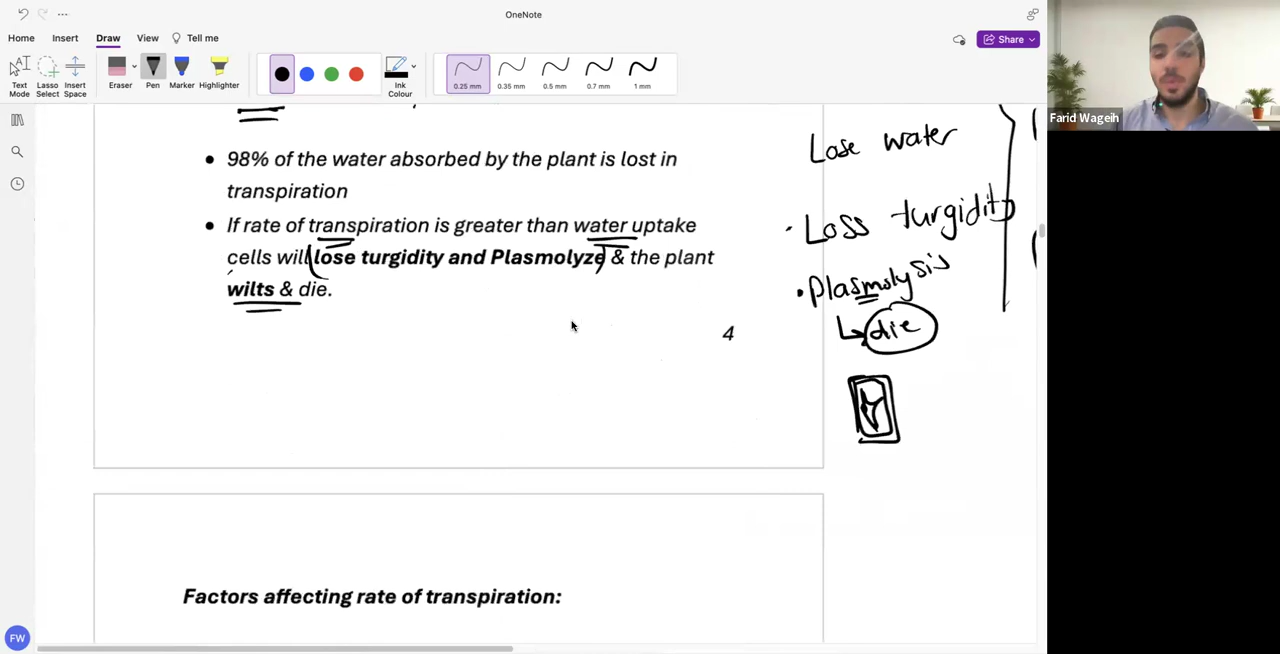 OneNote
Home Insert Draw View Tell me
Share
Text Mode
Lasso Select
Insert Space
Eraser
Pen
Marker
Highlighter
Ink Colour
0.25 mm
0.35 mm
0.5 mm
0.7 mm
1 mm
Farid Wageih
Lose water
• 98% of the water absorbed by the plant is lost in
transpiration
• If rate of transpiration is greater than water uptake
cells will lose turgidity and Plasmolyze & the plant
wilts & die.
4
• Loss turgidity
• Plasmolysis
die
Factors affecting rate of transpiration:
FW